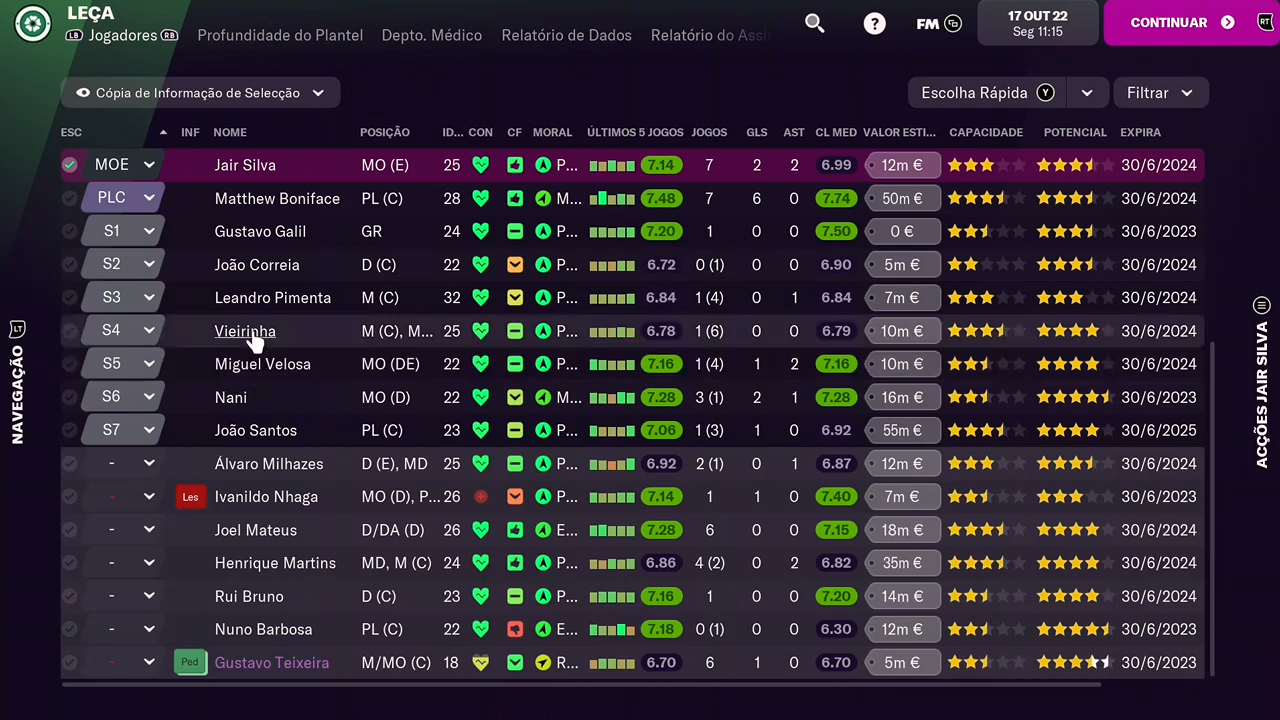 LEÇA
17 OUT 22
Seg 11:15
CONTINUAR
RT
LB Jogadores RB Profundidade do Plantel Depto. Médico Relatório de Dados Relatório do Assi
FM
Cópia de Informação de Selecção
Escolha Rápida Y Filtrar
ESC INF NOME POSIÇÃO ID... CON CF MORAL ÚLTIMOS 5 JOGOS JOGOS GLS AST CL MED VALOR ESTI... CAPACIDADE POTENCIAL EXPIRA
MOE Jair Silva MO (E) 25 P... 7.14 7 2 2 6.99 12m € 30/6/2024
PLC Matthew Boniface PL (C) 28 M... 7.48 7 6 0 7.74 50m € 30/6/2024
S1 Gustavo Galil GR 24 P... 7.20 1 0 0 7.50 0 € 30/6/2023
S2 João Correia D (C) 22 P... 6.72 0 (1) 0 0 6.90 5m € 30/6/2024
S3 Leandro Pimenta M (C) 32 P... 6.84 1 (4) 0 1 6.84 7m € 30/6/2024
S4 Vieirinha M (C), M... 25 P... 6.78 1 (6) 0 0 6.79 10m € 30/6/2024
S5 Miguel Velosa MO (DE) 22 P... 7.16 1 (4) 1 2 7.16 10m € 30/6/2024
S6 Nani MO (D) 22 M... 7.28 3 (1) 2 1 7.28 16m € 30/6/2023
S7 João Santos PL (C) 23 P... 7.06 1 (3) 1 0 6.92 55m € 30/6/2025
- Álvaro Milhazes D (E), MD 25 P... 6.92 2 (1) 0 1 6.87 12m € 30/6/2024
- Les Ivanildo Nhaga MO (D), P... 26 P... 7.14 1 1 0 7.40 7m € 30/6/2023
- Joel Mateus D/DA (D) 26 E... 7.28 6 0 0 7.15 18m € 30/6/2024
- Henrique Martins MD, M (C) 24 P... 6.86 4 (2) 0 2 6.82 35m € 30/6/2024
- Rui Bruno D (C) 23 P... 7.16 1 0 0 7.20 14m € 30/6/2024
- Nuno Barbosa PL (C) 22 E... 7.18 0 (1) 0 0 6.30 12m € 30/6/2024
- Ped Gustavo Teixeira M/MO (C) 18 R... 6.70 6 1 0 6.70 5m € 30/6/2023
NAVEGAÇÃO LT
ACÇÕES JAIR SILVA